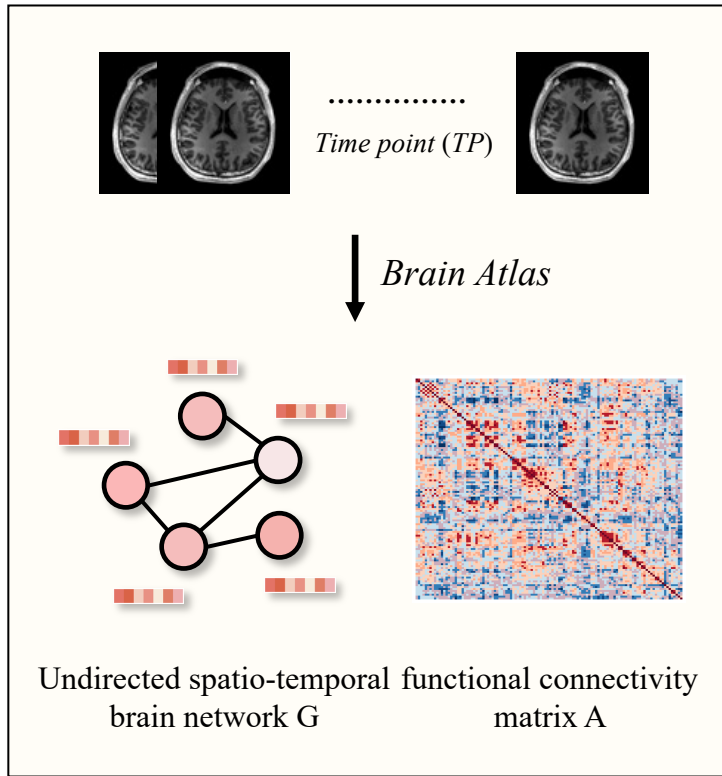 ...............
Time point (TP)
Brain Atlas
Undirected spatio-temporal
brain network G
functional connectivity
matrix A